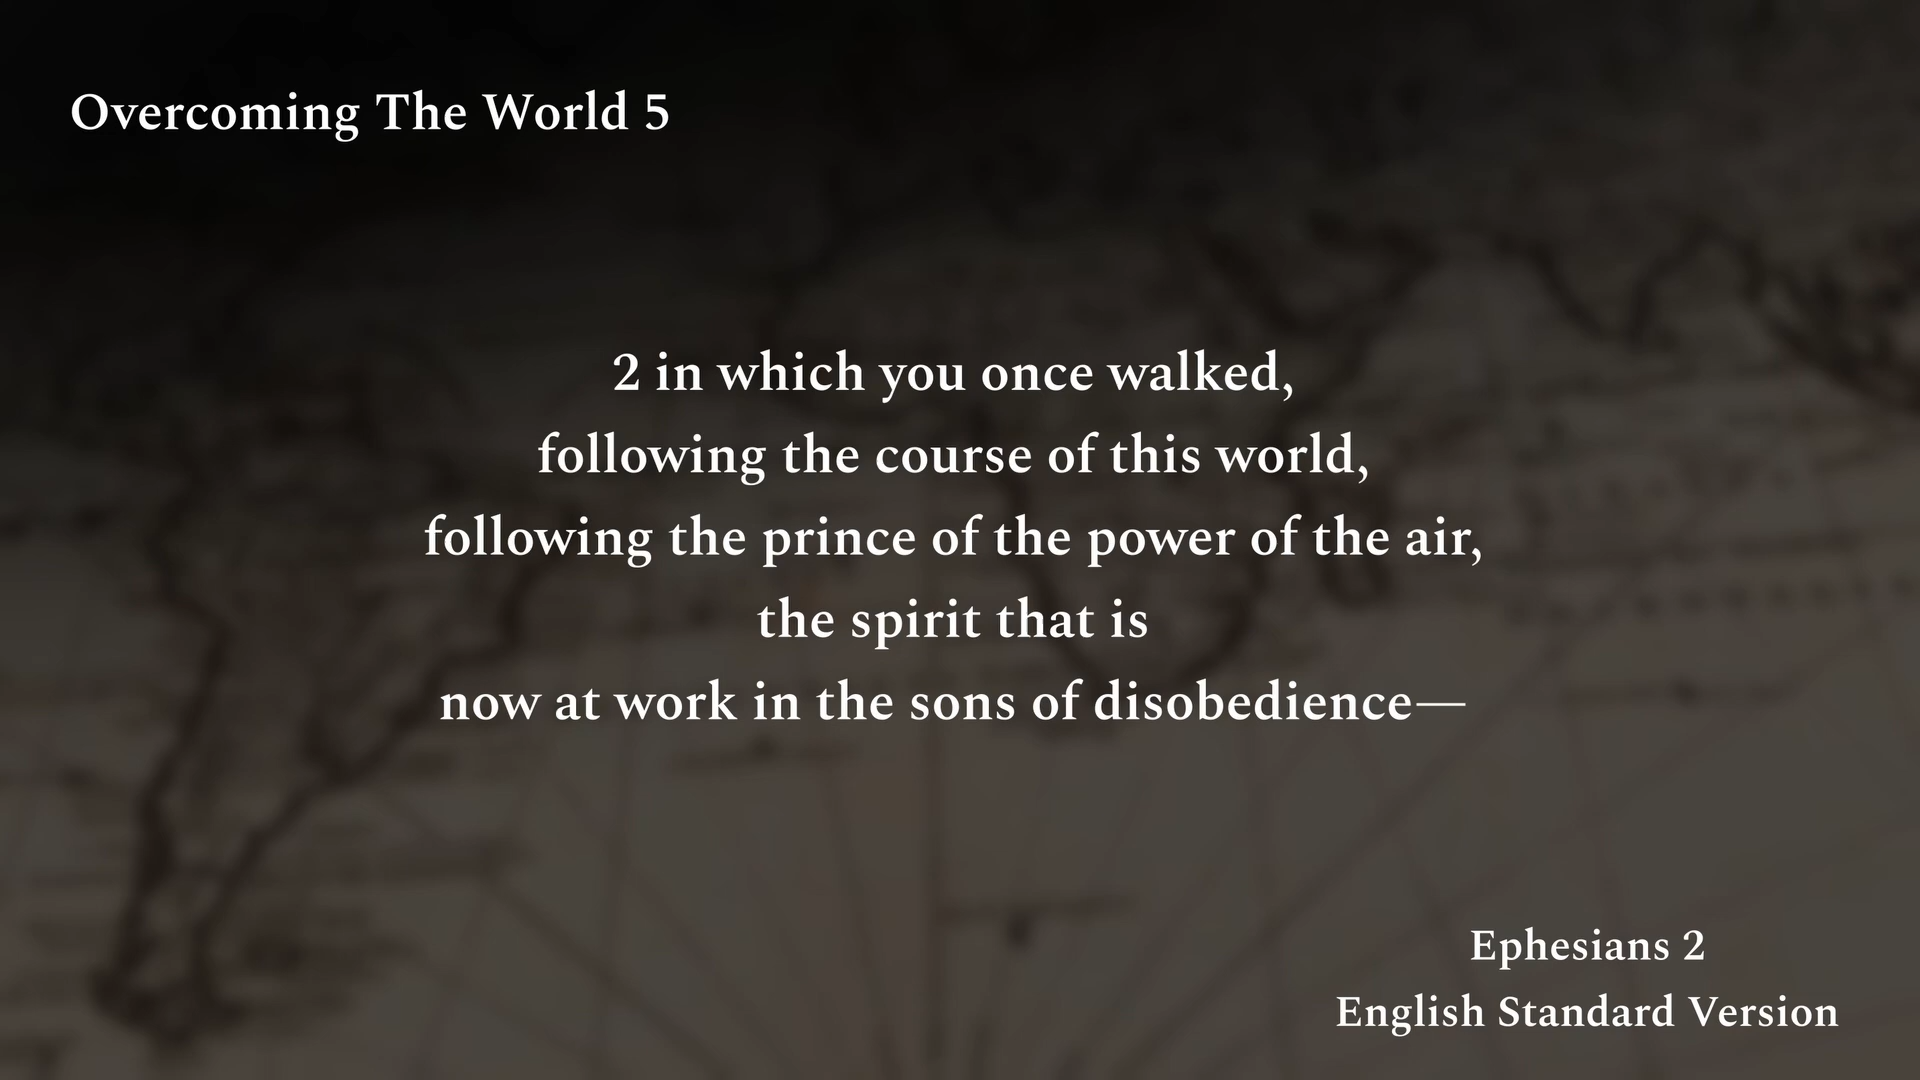 Overcoming The World 5
2 in which you once walked,
following the course of this world,
following the prince of the power of the air,
the spirit that is
now at work in the sons of disobedience—
Ephesians 2
English Standard Version